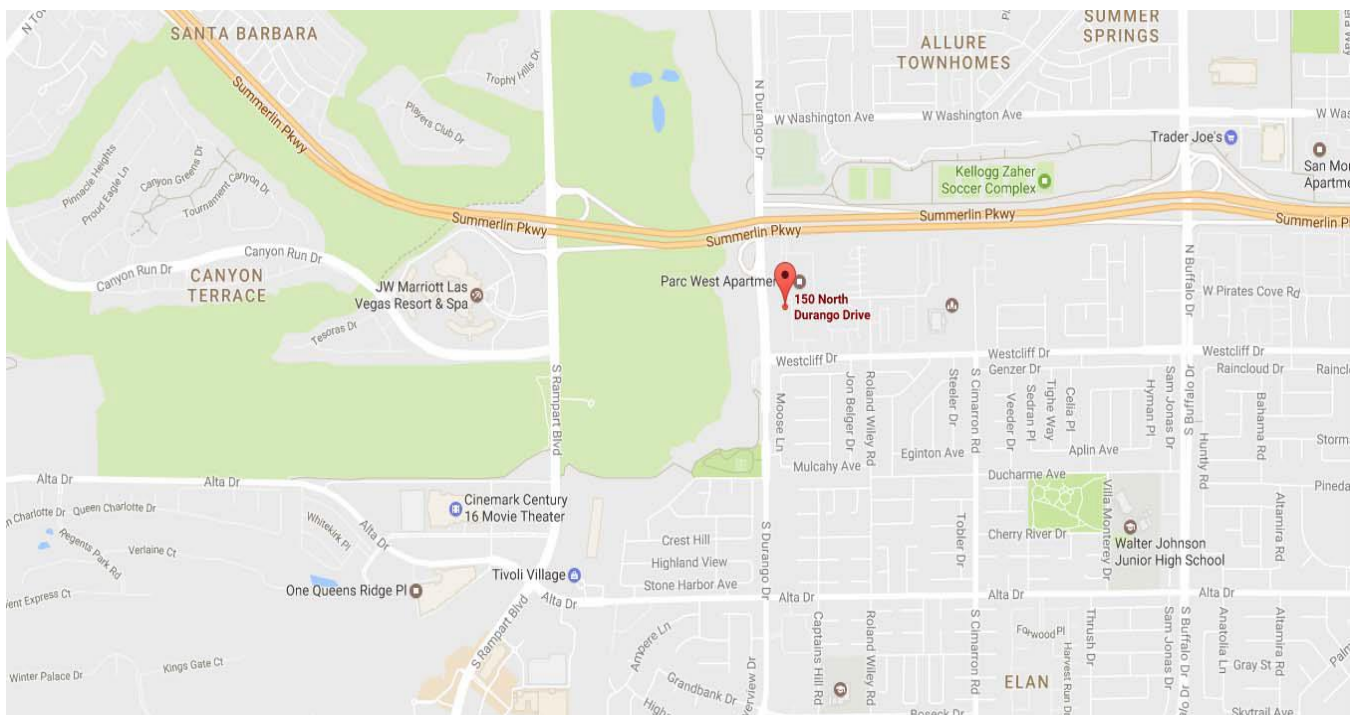 SANTA BARBARA
SUMMER
SPRINGS
ALLURE
TOWNHOMES
Trophy Hills Dr
Players Club Dr
N Durango Dr
W Washington Ave
W Washington Ave
Trader Joe's
San Mor
Apartme
Kellogg Zaher
Soccer Complex
Summerlin Pkwy
Summerlin Pkwy
Summerlin Pkwy
Summerlin Pkwy
Summerlin Pkwy
Pinnacle Heights
Proud Eagle Ln
Canyon Greens Dr
Tournament Canyon Dr
Canyon Run Dr
Canyon Run Dr
CANYON
TERRACE
JW Marriott Las
Vegas Resort & Spa
Tesoras Dr
Parc West Apartmen
150 North
Durango Drive
N Buffalo Dr
W Pirates Cove Rd
Westcliff Dr
Westcliff Dr
Westcliff Dr
Genzer Dr
Raincloud Dr
S Rampart Blvd
Moose Ln
Jon Belger Dr
Roland Wiley Rd
Steeler Dr
S Cimarron Rd
Veeder Dr
Sedran Pl
Tighe Way
Celia Pl
Hyman Pl
Sam Jonas Dr
S Buffalo Dr
Huntly Rd
Bahama Rd
Mulcahy Ave
Eginton Ave
Aplin Ave
Ducharme Ave
Alta Dr
Alta Dr
Alta Dr
Cinemark Century
16 Movie Theater
Queen Charlotte Dr
Whitekirk Pl
Regents Park Rd
Verlaine Ct
Crest Hill
Highland View
Stone Harbor Ave
S Durango Dr
Tobler Dr
Cherry River Dr
Villa Monterey Dr
Walter Johnson
Junior High School
Altamira Rd
One Queens Ridge Pl
Tivoli Village
Alta Dr
Alta Dr
Alta Dr
S Rampart Blvd
Ampere Ln
Grandbank Dr
Captains Hill Rd
Roland Wiley Rd
S Cimarron Rd
Forwood Pl
Harvest Run Dr
Thrush Dr
Sam Jonas Dr
S Buffalo Dr
Anatolia Ln
Altamira Rd
Gray St
Kings Gate Ct
Winter Palace Dr
ELAN
Skytrail Ave